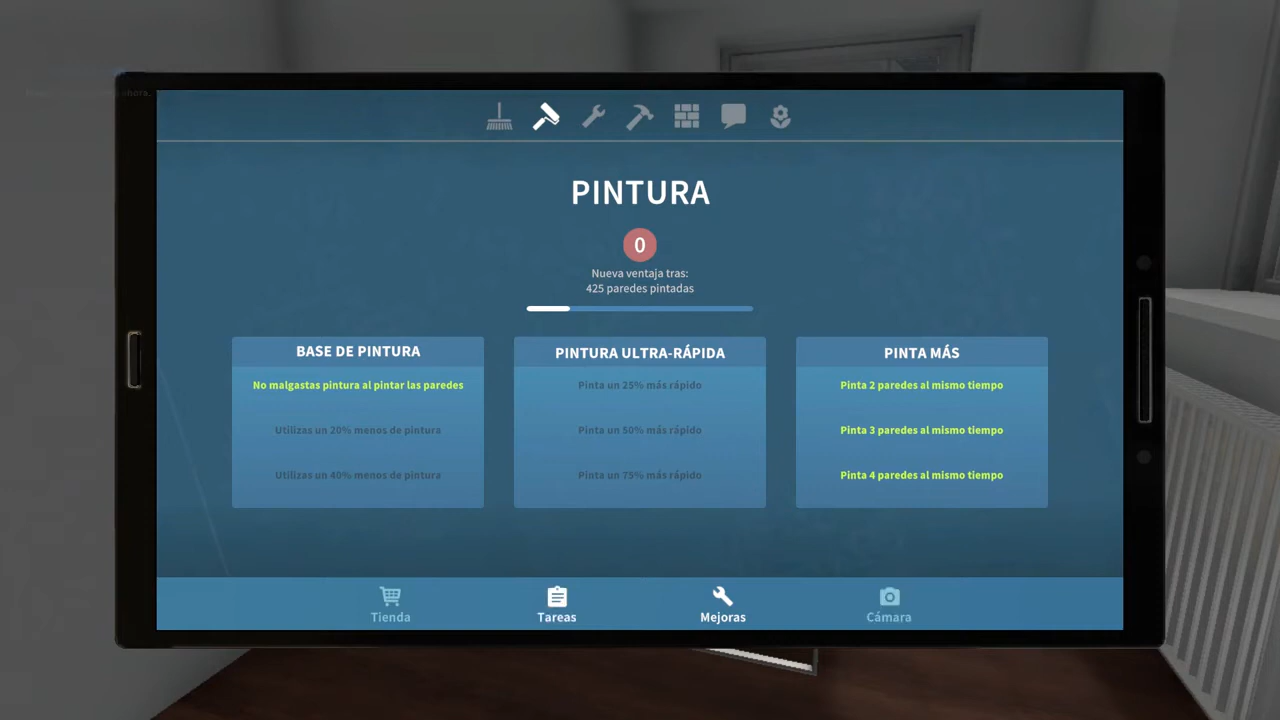 ahora.
PINTURA
0
Nueva ventaja tras:
425 paredes pintadas
BASE DE PINTURA
No malgastas pintura al pintar las paredes
Utilizas un 20% menos de pintura
Utilizas un 40% menos de pintura
PINTURA ULTRA-RÁPIDA
Pinta un 25% más rápido
Pinta un 50% más rápido
Pinta un 75% más rápido
PINTA MÁS
Pinta 2 paredes al mismo tiempo
Pinta 3 paredes al mismo tiempo
Pinta 4 paredes al mismo tiempo
Tienda
Tareas
Mejoras
Cámara